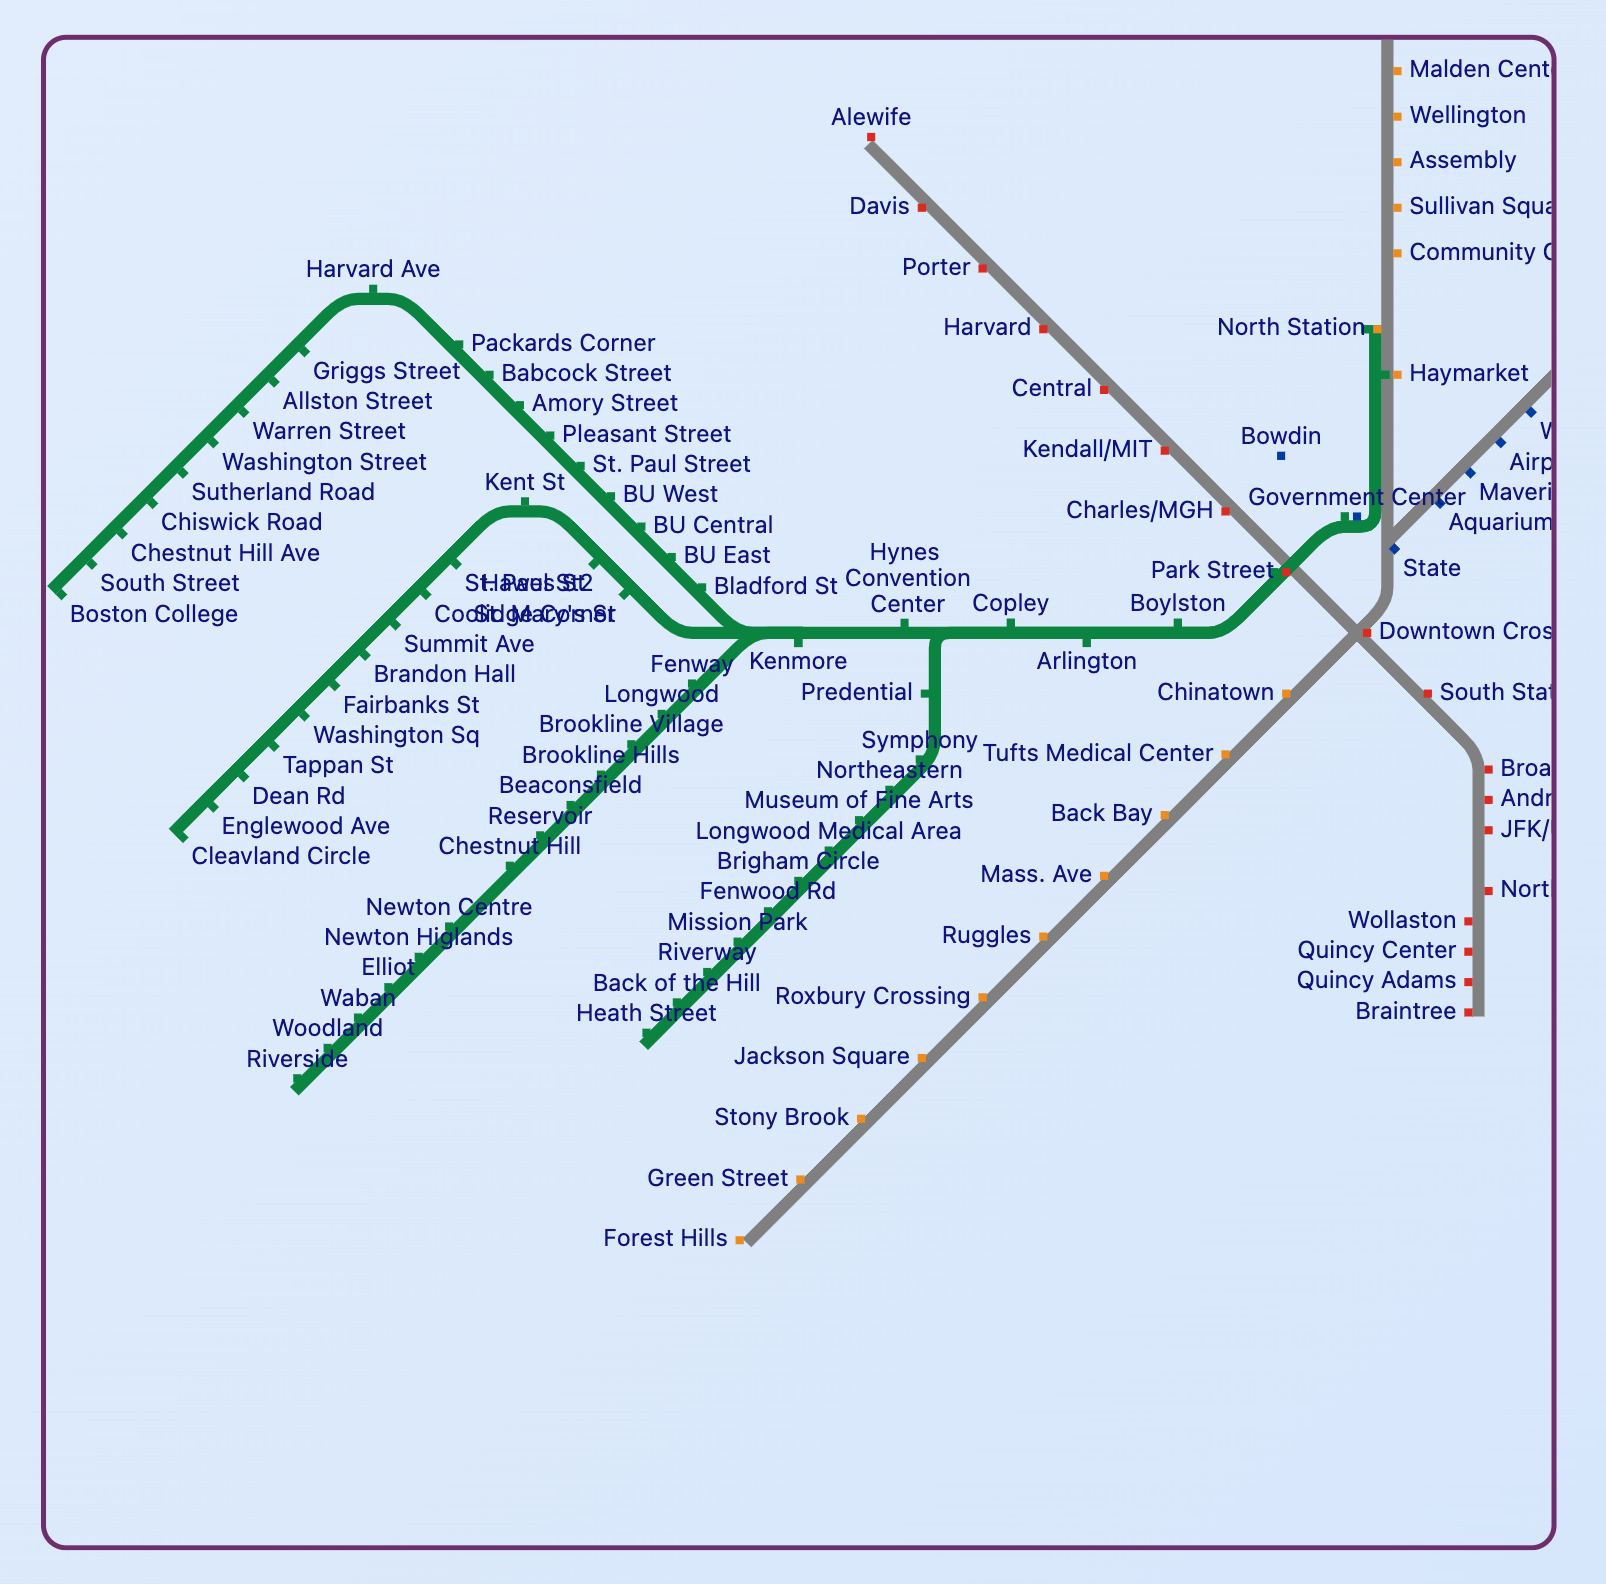 Malden Cent
Wellington
Alewife
Assembly
Davis
Sullivan Squa
Community C
Porter
Harvard Ave
Harvard
North Station
Packards Corner
Griggs Street
Babcock Street
Haymarket
Central
Allston Street
Amory Street
Warren Street
Pleasant Street
Bowdin
W
Kendall/MIT
Washington Street
St. Paul Street
Airp
Kent St
Sutherland Road
BU West
Maveri
Government Center
Charles/MGH
Chiswick Road
BU Central
Aquarium
Chestnut Hill Ave
BU East
Hynes
Convention
Center
Park Street
State
South Street
St. Paul St2
Hawes St
Bladford St
Boston College
Coolidge Corner
St. Mary's St
Copley
Boylston
Downtown Cros
Summit Ave
Fenway
Kenmore
Arlington
Brandon Hall
Longwood
Predential
Chinatown
South Stat
Fairbanks St
Brookline Village
Washington Sq
Brookline Hills
Symphony
Tufts Medical Center
Tappan St
Beaconsfield
Northeastern
Broa
Dean Rd
Reservoir
Museum of Fine Arts
Andr
Englewood Ave
Chestnut Hill
Longwood Medical Area
Back Bay
JFK/
Cleavland Circle
Brigham Circle
Mass. Ave
Fenwood Rd
Nort
Newton Centre
Mission Park
Wollaston
Newton Higlands
Riverway
Ruggles
Quincy Center
Elliot
Back of the Hill
Quincy Adams
Waban
Heath Street
Roxbury Crossing
Braintree
Woodland
Riverside
Jackson Square
Stony Brook
Green Street
Forest Hills